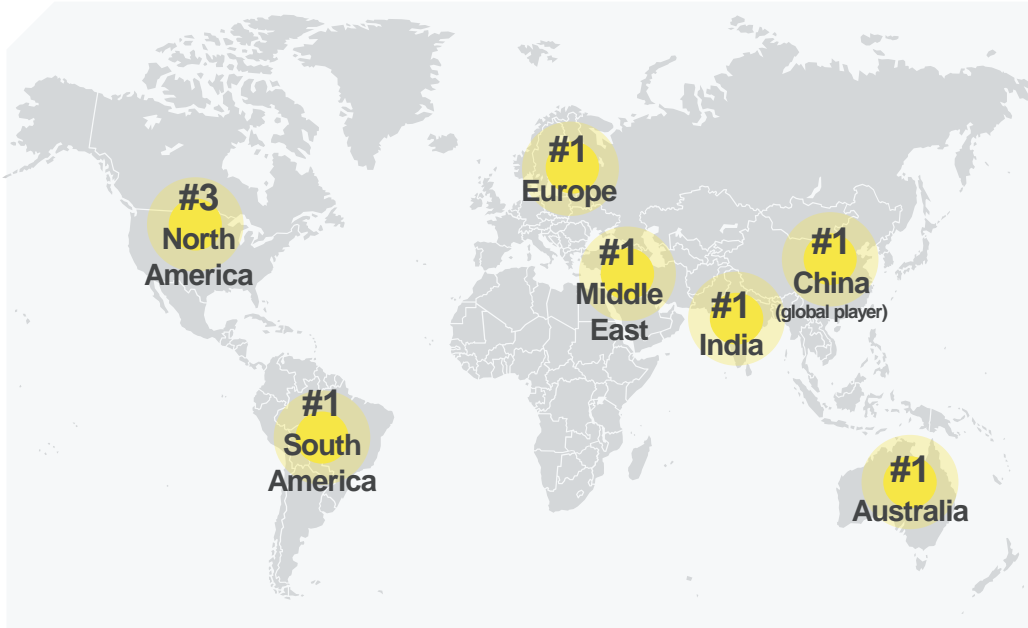 #1
Europe
#3
North
America
#1
Middle
East
#1
China
(global player)
#1
India
#1
South
America
#1
Australia